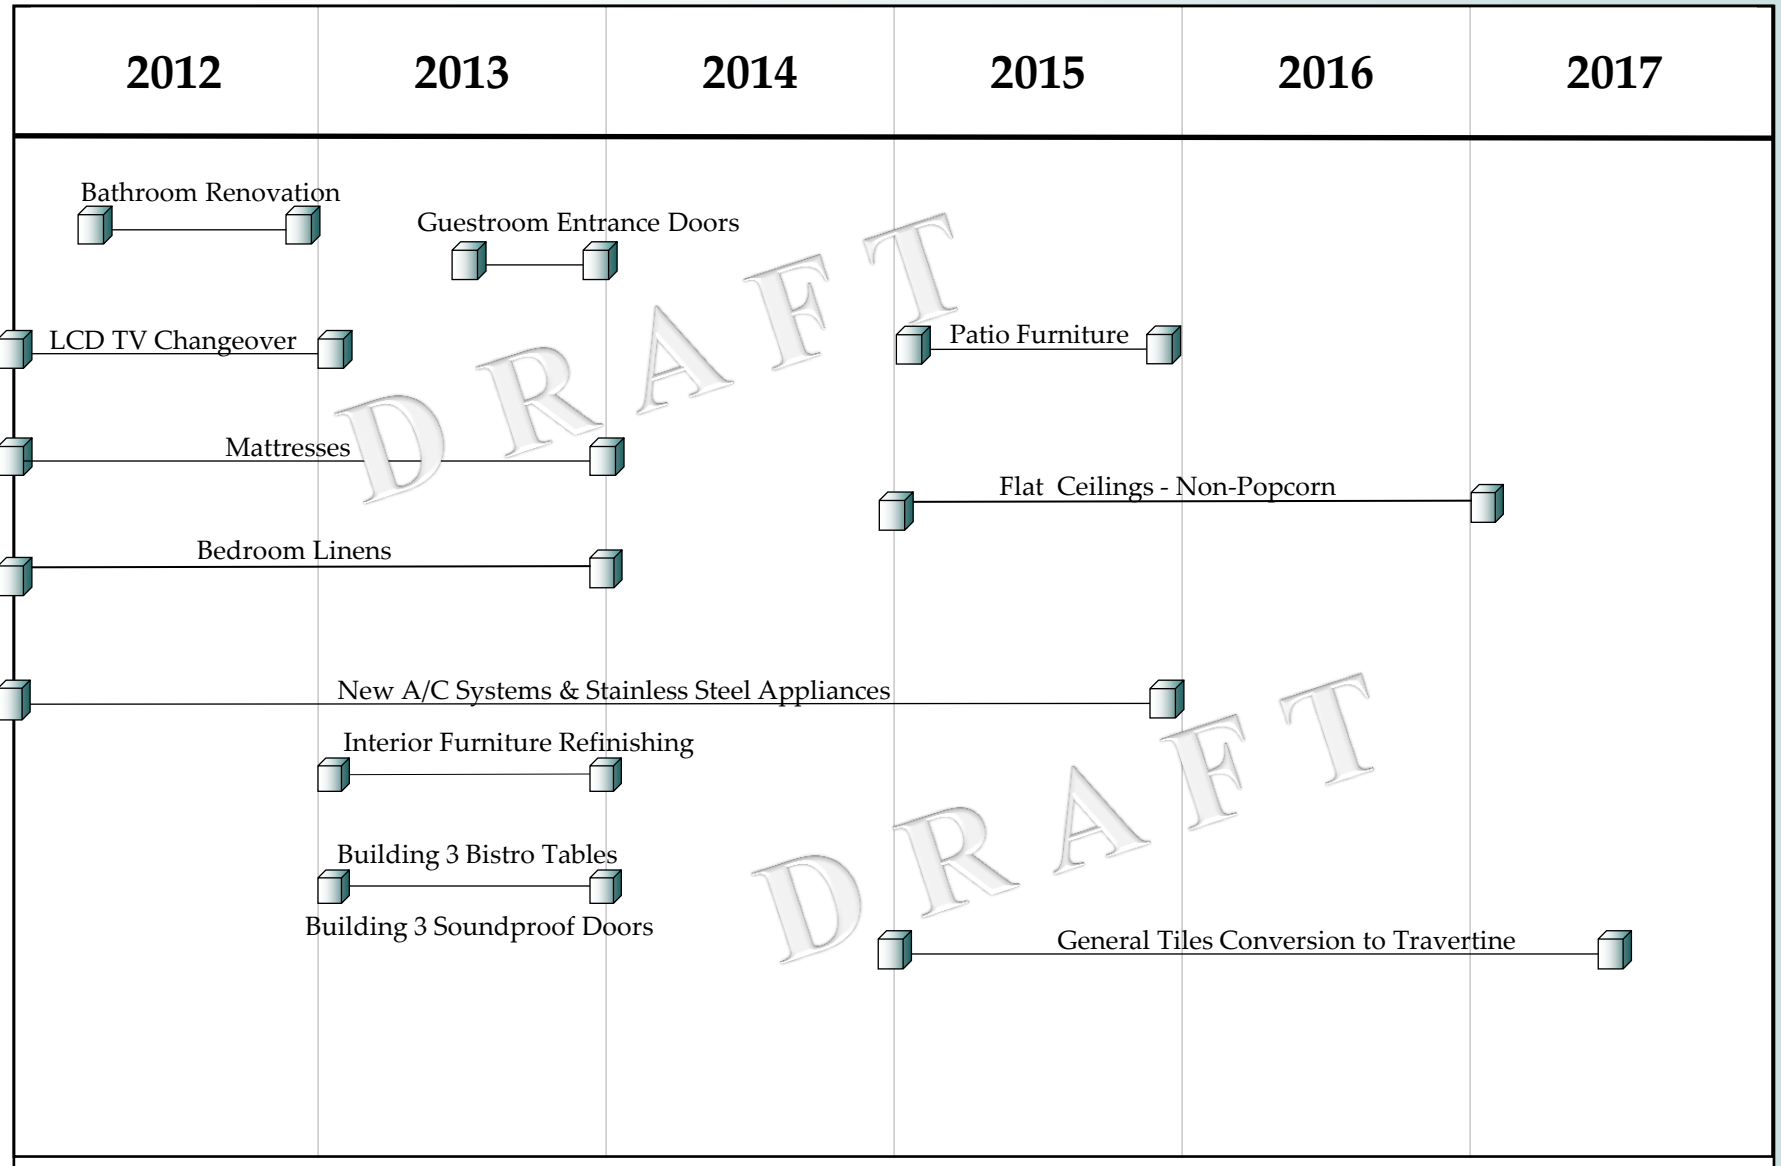 2012 2013 2014 2015 2016 2017
Bathroom Renovation
Guestroom Entrance Doors
LCD TV Changeover
Patio Furniture
Mattresses
Flat Ceilings - Non-Popcorn
Bedroom Linens
New A/C Systems & Stainless Steel Appliances
Interior Furniture Refinishing
Building 3 Bistro Tables
Building 3 Soundproof Doors
General Tiles Conversion to Travertine
DRAFT
DRAFT